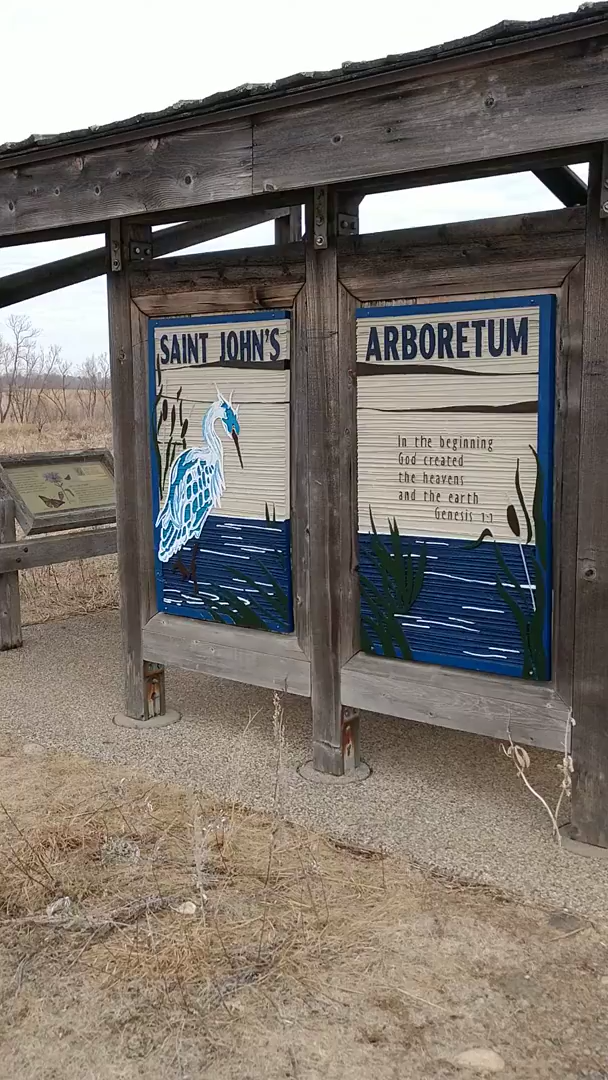 SAINT JOHN'S
ARBORETUM
In the beginning
God created
the heavens
and the earth
Genesis 1:1